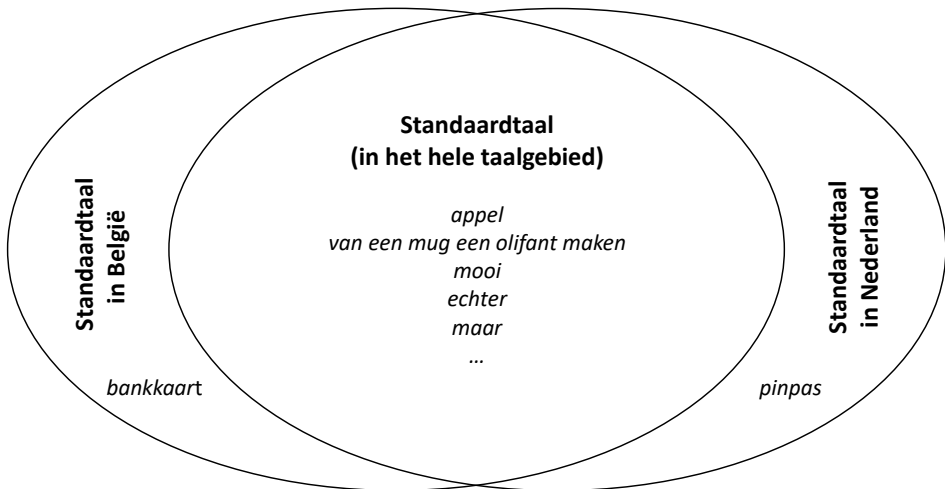 Standaardtaal
(in het hele taalgebied)
Standaardtaal
in België
appel
van een mug een olifant maken
mooi
echter
maar
...
Standaardtaal
in Nederland
bankkaart
pinpas